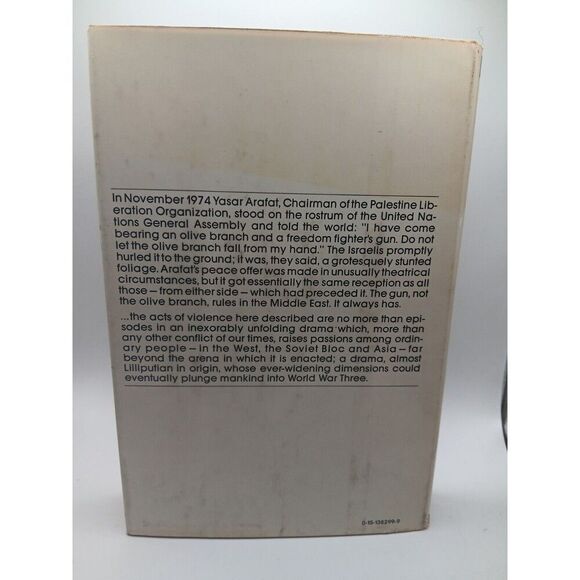 In November 1974 Yasar Arafat, Chairman of the Palestine Lib-
eration Organization, stood on the rostrum of the United Na-
tions General Assembly and told the world: "I have come
bearing an olive branch and a freedom fighter's gun. Do not
let the olive branch fall from my hand." The Israelis promptly
hurled it to the ground; it was, they said, a grotesquely stunted
foliage. Arafat's peace offer was made in unusually theatrical
circumstances, but it got essentially the same reception as all
those—from either side—which had preceded it. The gun, not
the olive branch, rules in the Middle East. It always has.
...the acts of violence here described are no more than epi-
sodes in an inexorably unfolding drama which, more than
any other conflict of our times, raises passions among ordin-
ary people—in the West, the Soviet Bloc and Asia—far
beyond the arena in which it is enacted; a drama, almost
Lilliputian in origin, whose ever-widening dimensions could
eventually plunge mankind into World War Three.
0-15-138299-9